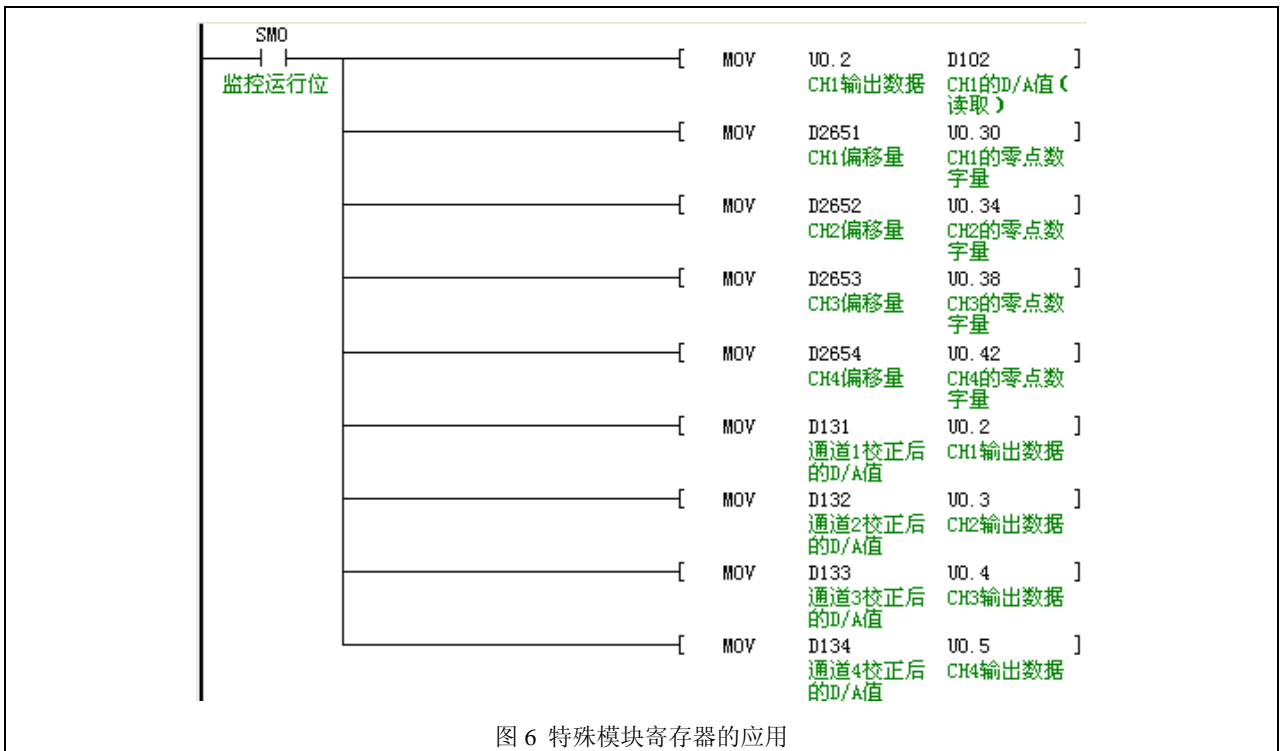 SM0
[ MOV U0.2 D102 ]
监控运行位 CH1输出数据 CH1的D/A值(
读取)
[ MOV D2651 U0.30 ]
CH1偏移量 CH1的零点数
字量
[ MOV D2652 U0.34 ]
CH2偏移量 CH2的零点数
字量
[ MOV D2653 U0.38 ]
CH3偏移量 CH3的零点数
字量
[ MOV D2654 U0.42 ]
CH4偏移量 CH4的零点数
字量
[ MOV D131 U0.2 ]
通道1校正后 CH1输出数据
的D/A值
[ MOV D132 U0.3 ]
通道2校正后 CH2输出数据
的D/A值
[ MOV D133 U0.4 ]
通道3校正后 CH3输出数据
的D/A值
[ MOV D134 U0.5 ]
通道4校正后 CH4输出数据
的D/A值
图 6 特殊模块寄存器的应用